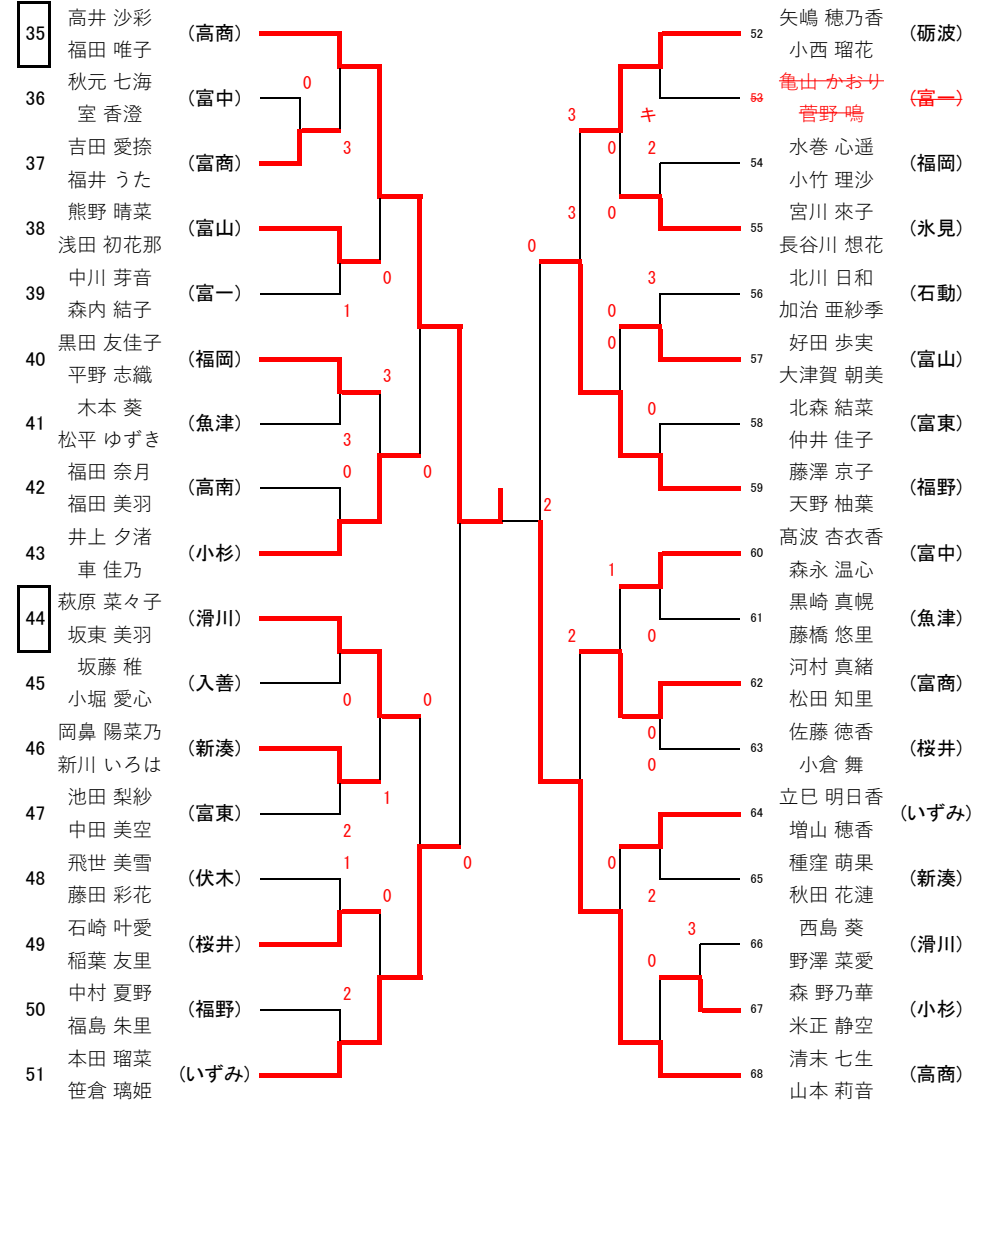 高井 沙彩
35 (高商)
福田 唯子
秋元 七海
0
36 (富中)
室 香澄
吉田 愛捺
3
37 (富商)
福井 うた
熊野 晴菜
38 (富山)
浅田 初花那
中川 芽音
0
39 (富一)
森内 結子
1
黒田 友佳子
40 (福岡)
平野 志織
3
木本 葵
41 (魚津)
松平 ゆずき
3
福田 奈月
0 0
42 (高南)
福田 美羽
井上 夕渚
43 (小杉)
車 佳乃
萩原 菜々子
44 (滑川)
坂東 美羽
坂藤 稚
45 (入善)
小堀 愛心
0 0
岡鼻 陽菜乃
46 (新湊)
新川 いろは
池田 梨紗
1
47 (富東)
中田 美空
2
飛世 美雪
1 0
48 (伏木)
藤田 彩花
0
石崎 叶愛
49 (桜井)
稲葉 友里
中村 夏野
2
50 (福野)
福島 朱里
本田 瑠菜
51 (いずみ)
笹倉 璃姫
矢嶋 穂乃香
52 (砺波)
小西 瑠花
亀山 かおり
53 (富一)
菅野 鳴
3 キ
水巻 心遥
0 2
54 (福岡)
小竹 理沙
宮川 來子
3 0
55 (氷見)
長谷川 想花
0
北川 日和
3
56 (石動)
加治 亜紗季
0
好田 歩実
0
57 (富山)
大津賀 朝美
北森 結菜
0
58 (富東)
仲井 佳子
藤澤 京子
59 (福野)
天野 柚葉
2
髙波 杏衣香
60 (富中)
森永 温心
1
黒崎 真幌
61 (魚津)
藤橋 悠里
2 0
河村 真緒
62 (富商)
松田 知里
佐藤 徳香
0
63 (桜井)
小倉 舞
0
立巳 明日香
64 (いずみ)
増山 穂香
種窪 萌果
0
65 (新湊)
秋田 花漣
2
西島 葵
3
66 (滑川)
野澤 菜愛
0
森 野乃華
67 (小杉)
米正 静空
清末 七生
68 (高商)
山本 莉音